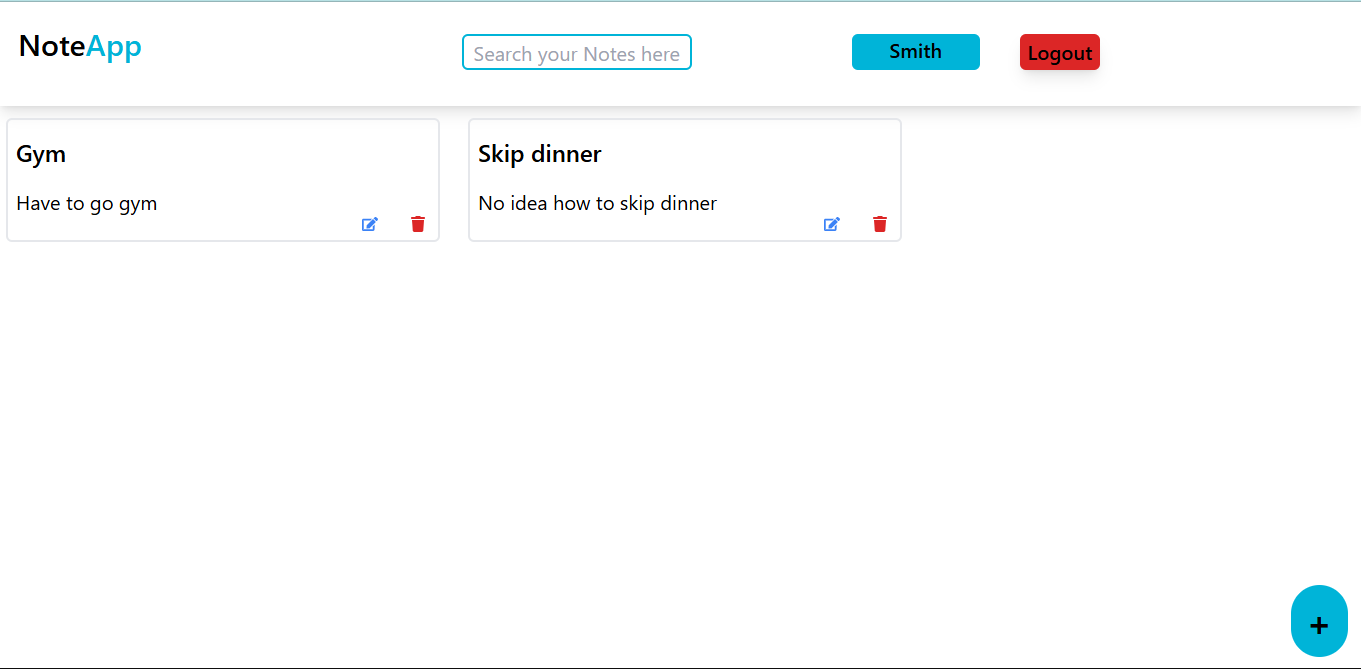 NoteApp
Search your Notes here
Smith
Logout
Gym
Have to go gym
Skip dinner
No idea how to skip dinner
+